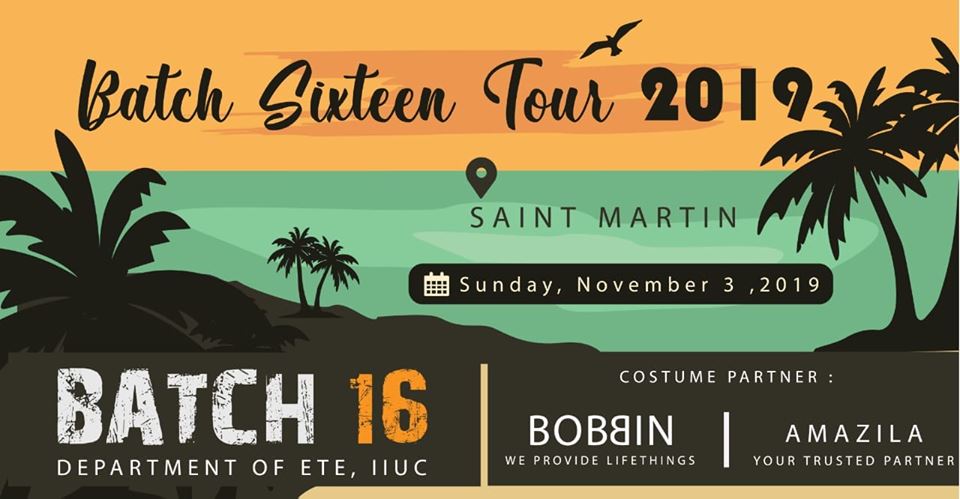 Batch Sixteen Tour 2019
SAINT MARTIN
Sunday, November 3 ,2019
BATCH 16
DEPARTMENT OF ETE, IIUC
COSTUME PARTNER :
BOBBIN
WE PROVIDE LIFETHINGS
AMAZILA
YOUR TRUSTED PARTNER